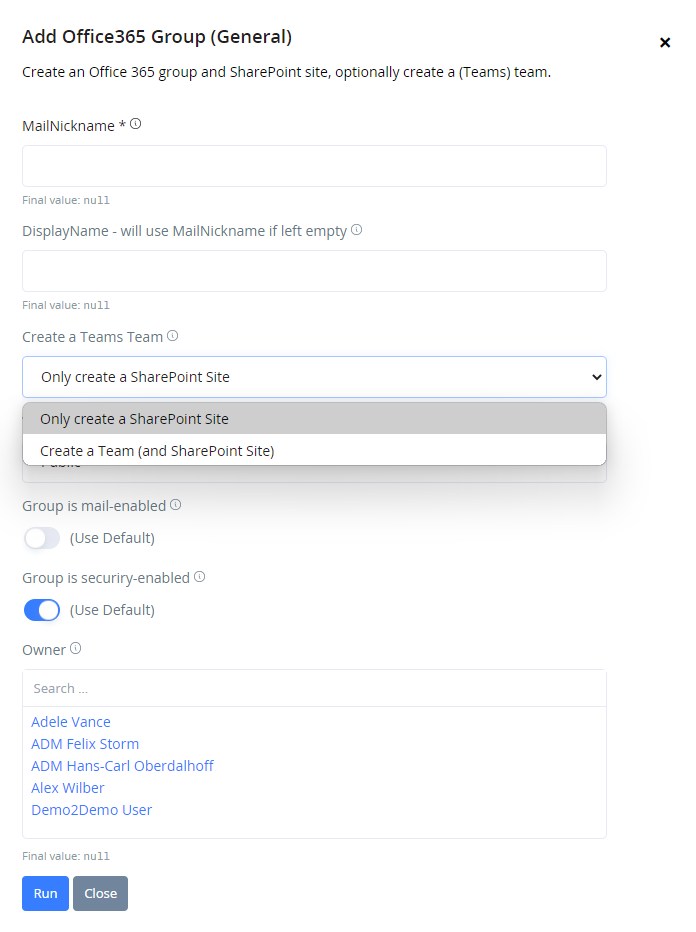 Add Office365 Group (General)
×
Create an Office 365 group and SharePoint site, optionally create a (Teams) team.
MailNickname *
Final value: null
DisplayName - will use MailNickname if left empty
Final value: null
Create a Teams Team
Only create a SharePoint Site
Only create a SharePoint Site
Create a Team (and SharePoint Site)
Public
Group is mail-enabled
(Use Default)
Group is securiry-enabled
(Use Default)
Owner
Search ...
Adele Vance
ADM Felix Storm
ADM Hans-Carl Oberdalhoff
Alex Wilber
Demo2Demo User
Final value: null
Run Close